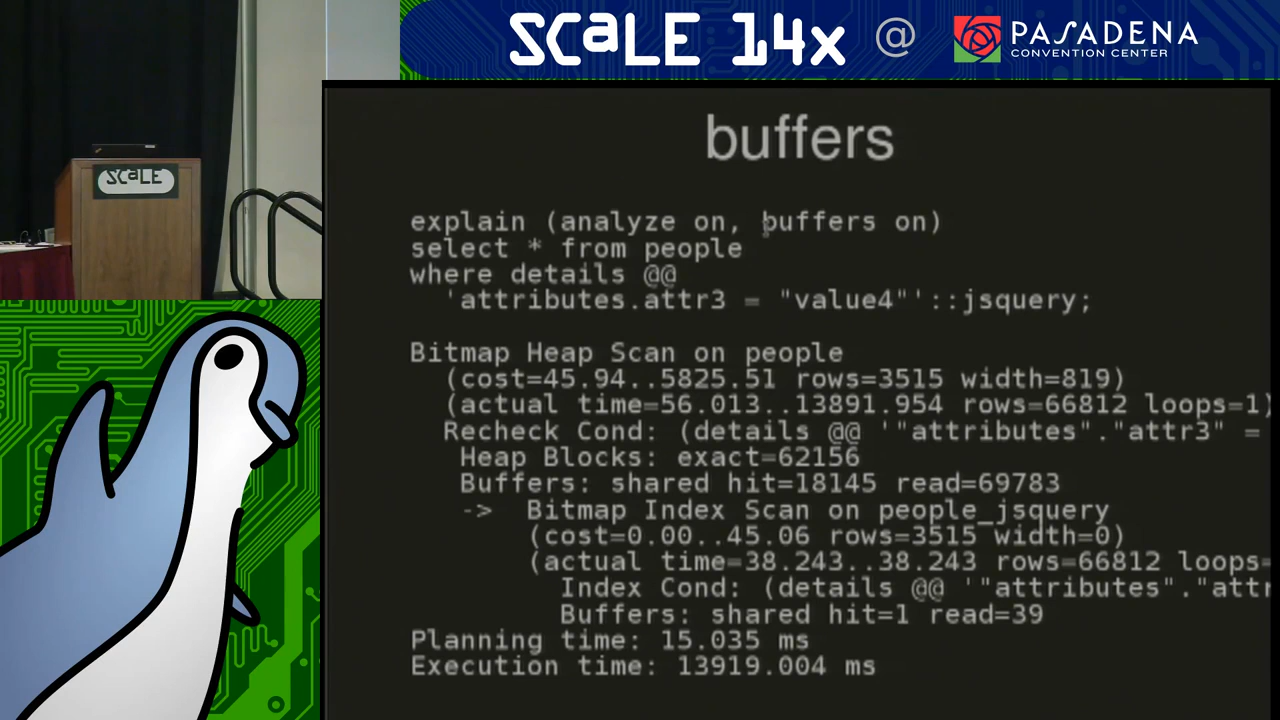 SCALE 14x @ PASADENA
CONVENTION CENTER
SCALE
buffers
explain (analyze on, buffers on)
select * from people
where details @@
'attributes.attr3 = "value4"'::jsquery;
Bitmap Heap Scan on people
(cost=45.94..5825.51 rows=3515 width=819)
(actual time=56.013..13891.954 rows=66812 loops=1)
Recheck Cond: (details @@ '"attributes"."attr3" =
Heap Blocks: exact=62156
Buffers: shared hit=18145 read=69783
-> Bitmap Index Scan on people_jsquery
(cost=0.00..45.06 rows=3515 width=0)
(actual time=38.243..38.243 rows=66812 loops=
Index Cond: (details @@ '"attributes"."attr
Buffers: shared hit=1 read=39
Planning time: 15.035 ms
Execution time: 13919.004 ms